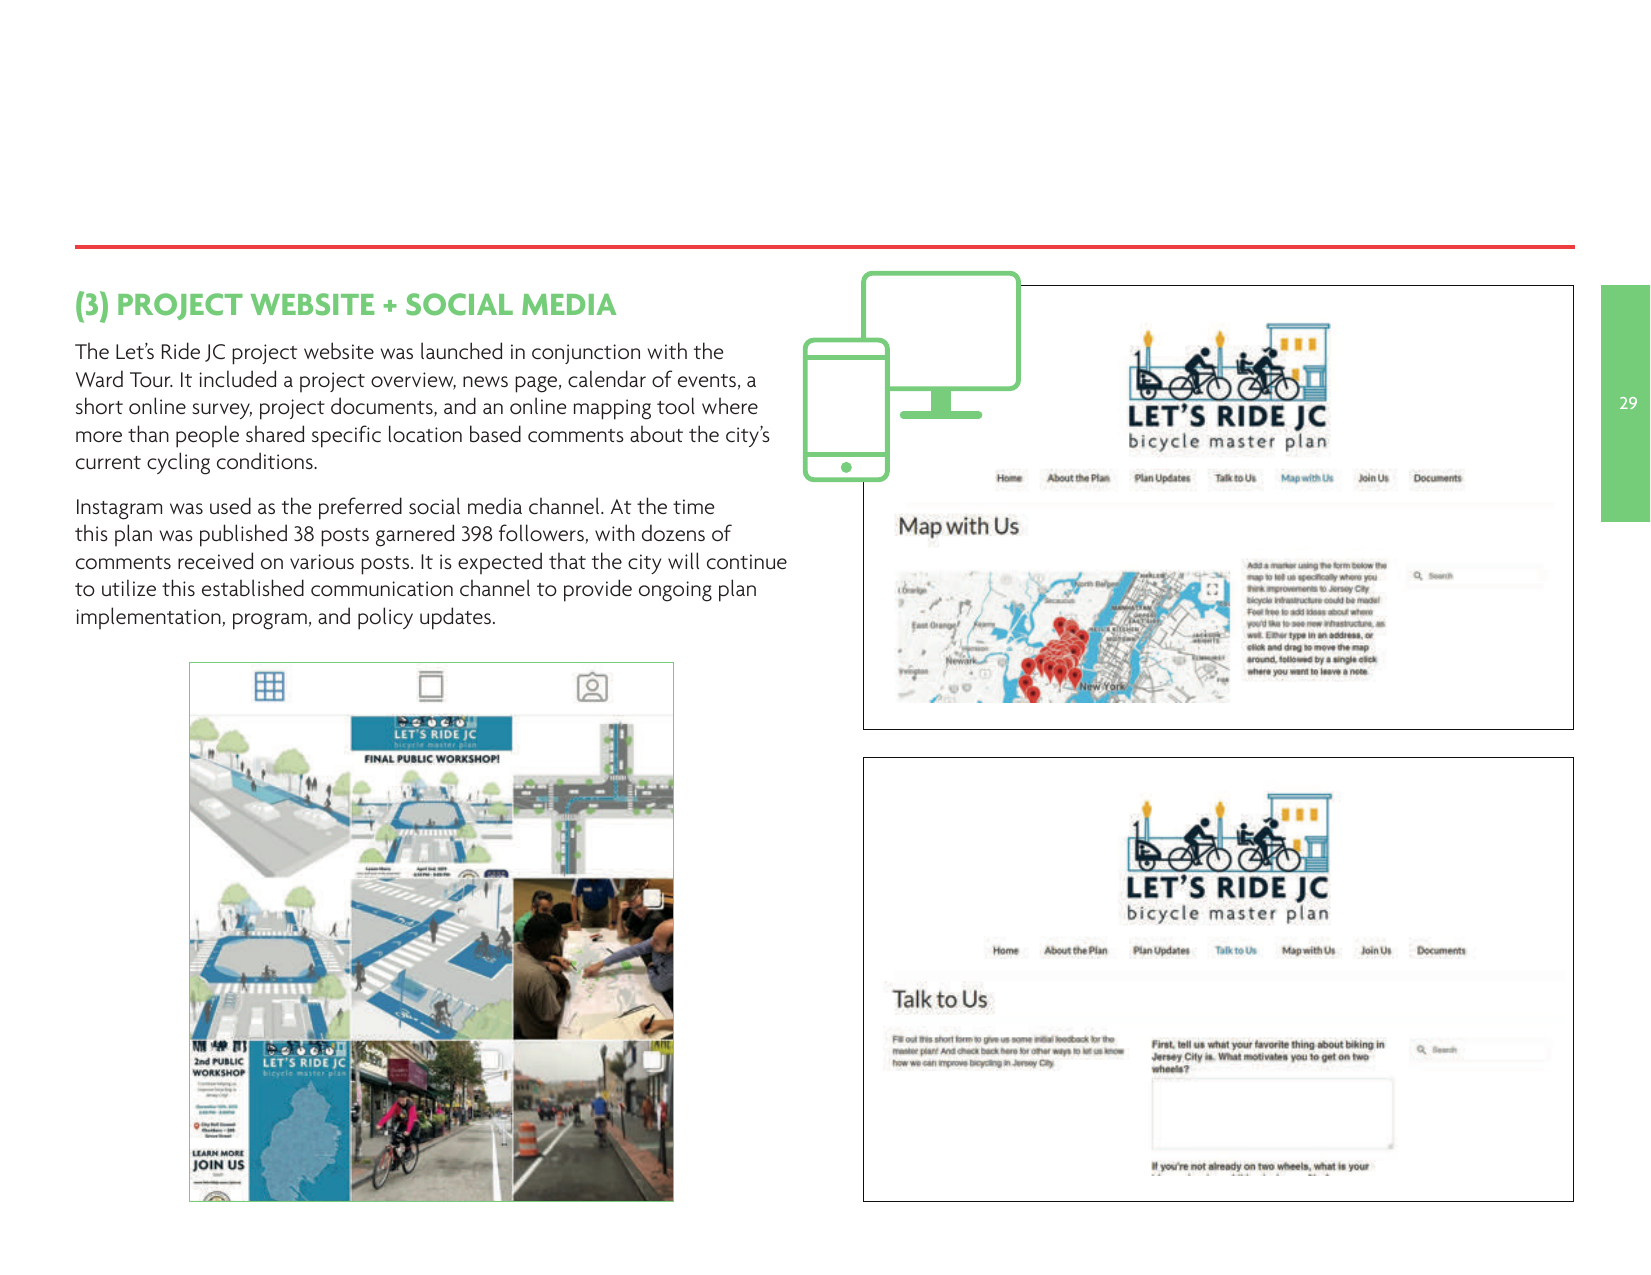 (3) PROJECT WEBSITE + SOCIAL MEDIA
The Let's Ride JC project website was launched in conjunction with the
Ward Tour. It included a project overview, news page, calendar of events, a
short online survey, project documents, and an online mapping tool where
more than people shared specific location based comments about the city's
current cycling conditions.
Instagram was used as the preferred social media channel. At the time
this plan was published 38 posts garnered 398 followers, with dozens of
comments received on various posts. It is expected that the city will continue
to utilize this established communication channel to provide ongoing plan
implementation, program, and policy updates.
LET'S RIDE JC
bicycle master plan
FINAL PUBLIC WORKSHOP!
2nd PUBLIC
WORKSHOP
LEARN MORE
JOIN US
LET'S RIDE JC
bicycle master plan
LET'S RIDE JC
bicycle master plan
Home About the Plan Plan Updates Talk to Us Map with Us Join Us Documents
Map with Us
East Orange
Newark
New York
Add a marker using the form below the
map to tell us specifically where you
think improvements to Jersey City
bicycle infrastructure could be made!
Feel free to add ideas about where
you'd like to see new infrastructure, as
well. Either type in an address, or
click and drag to move the map
around, followed by a single click
where you want to leave a note.
Search
29
LET'S RIDE JC
bicycle master plan
Home About the Plan Plan Updates Talk to Us Map with Us Join Us Documents
Talk to Us
Fill out this short form to give us some initial feedback for the
master plan! And check back here for other ways to let us know
how we can improve bicycling in Jersey City.
First, tell us what your favorite thing about biking in
Jersey City is. What motivates you to get on two
wheels?
Search
If you're not already on two wheels, what is your